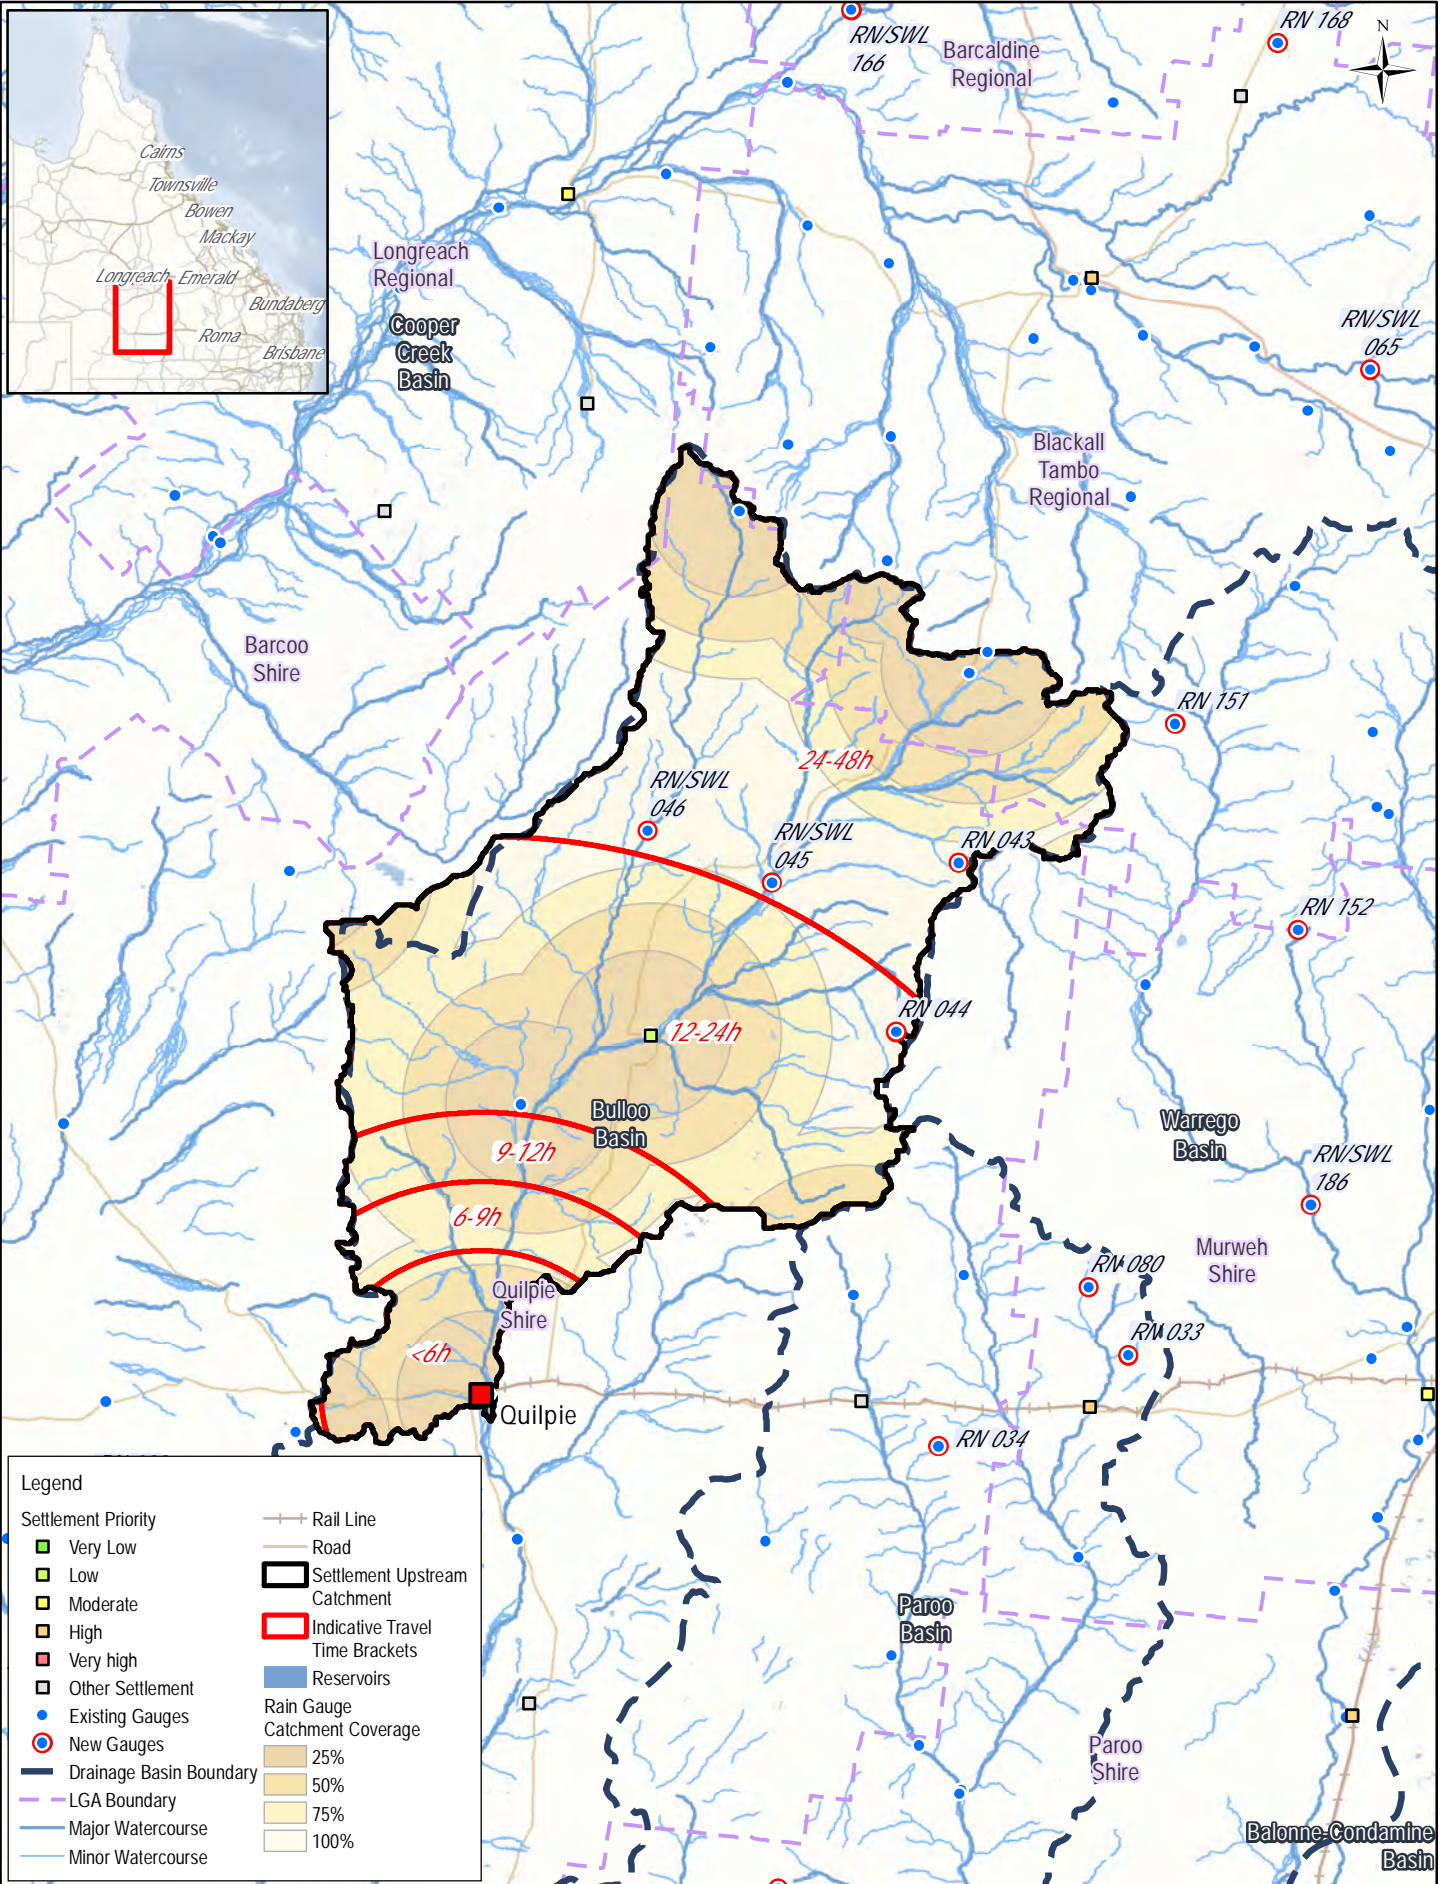 Cairns
Townsville
Bowen
Mackay
Longreach
Emerald
Bundaberg
Roma
Brisbane
RN/SWL
166
Barcaldine
Regional
RN 168
N
Longreach
Regional
Cooper
Creek
Basin
RN/SWL
065
Blackall
Tambo
Regional
Barcoo
Shire
RN 151
24-48h
RN/SWL
046
RN/SWL
045
RN 043
RN 152
RN 044
12-24h
Bulloo
Basin
9-12h
Warrego
Basin
RN/SWL
186
6-9h
Murweh
Shire
RN 080
Quilpie
Shire
RN 033
<6h
Quilpie
RN 034
Paroo
Basin
Paroo
Shire
Balonne-Condamine
Basin
Legend
Settlement Priority
Very Low
Low
Moderate
High
Very high
Other Settlement
Existing Gauges
New Gauges
Drainage Basin Boundary
LGA Boundary
Major Watercourse
Minor Watercourse
Rail Line
Road
Settlement Upstream
Catchment
Indicative Travel
Time Brackets
Reservoirs
Rain Gauge
Catchment Coverage
25%
50%
75%
100%